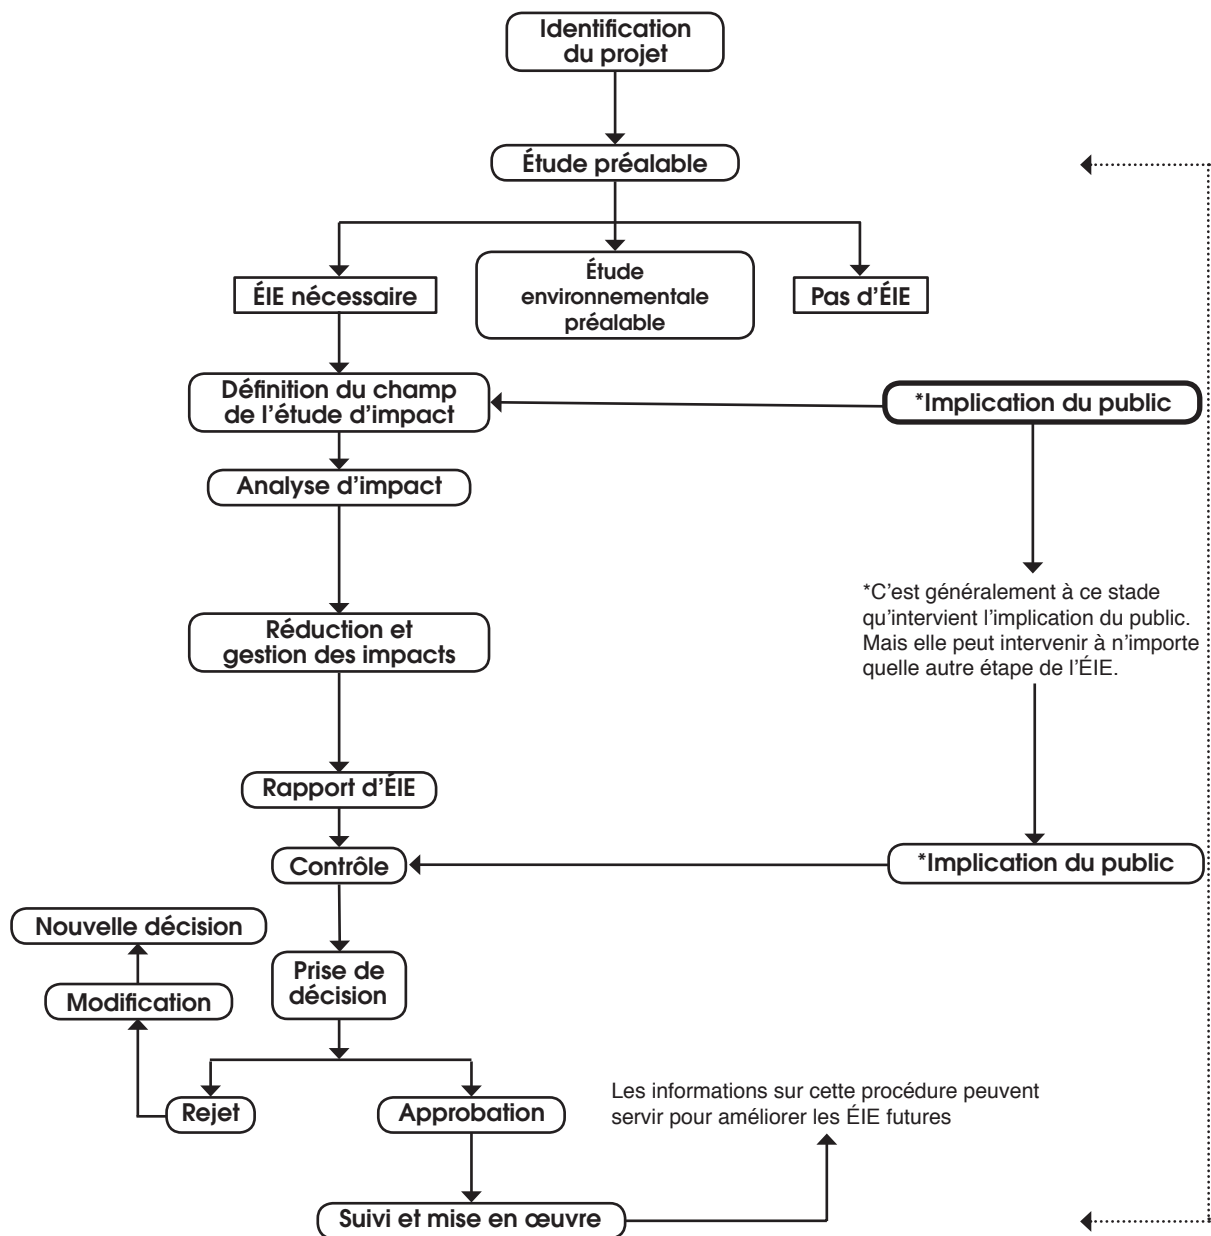 Identification
du projet
Étude préalable
ÉIE nécessaire
Étude
environnementale
préalable
Pas d’ÉIE
Définition du champ
de l’étude d’impact
*Implication du public
Analyse d’impact
*C’est généralement à ce stade
qu’intervient l’implication du public.
Mais elle peut intervenir à n’importe
quelle autre étape de l’ÉIE.
Réduction et
gestion des impacts
Rapport d’ÉIE
Contrôle
*Implication du public
Nouvelle décision
Prise de
décision
Modification
Rejet
Approbation
Les informations sur cette procédure peuvent
servir pour améliorer les ÉIE futures
Suivi et mise en œuvre